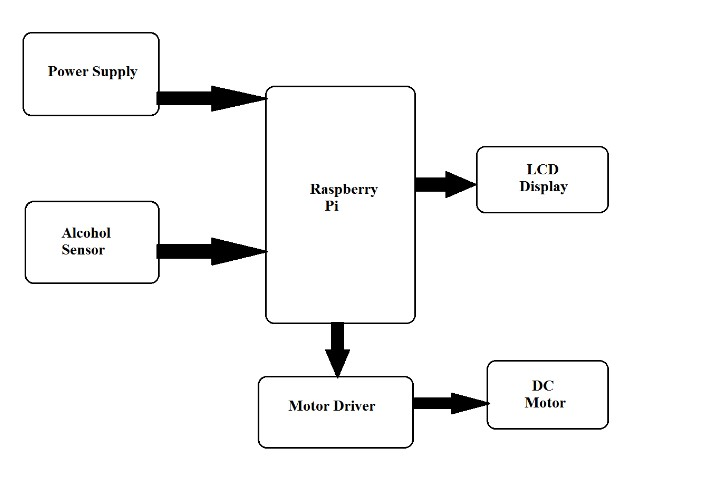 Power Supply
Alcohol
Sensor
Raspberry
Pi
LCD
Display
Motor Driver
DC
Motor